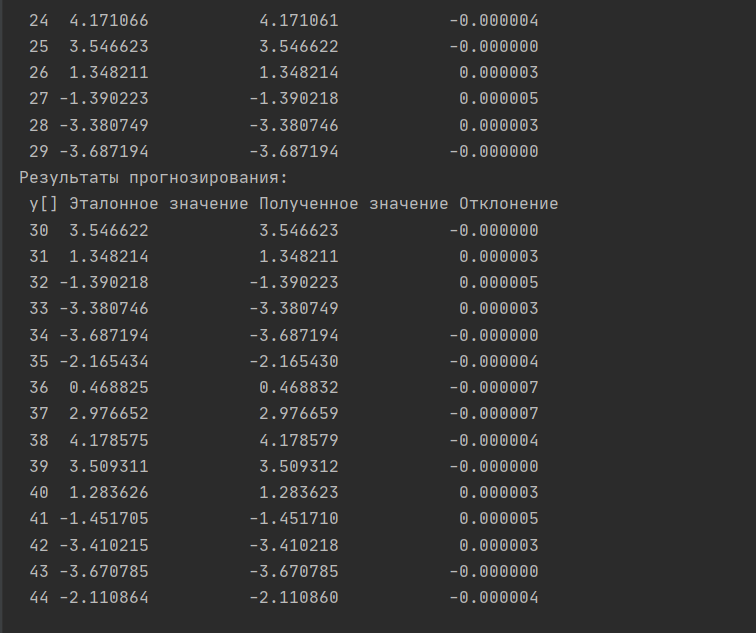 24 4.171066 4.171061 -0.000004
25 3.546623 3.546622 -0.000000
26 1.348211 1.348214 0.000003
27 -1.390223 -1.390218 0.000005
28 -3.380749 -3.380746 0.000003
29 -3.687194 -3.687194 -0.000000
Результаты прогнозирования:
y[] Эталонное значение Полученное значение Отклонение
30 3.546622 3.546623 -0.000000
31 1.348214 1.348211 0.000003
32 -1.390218 -1.390223 0.000005
33 -3.380746 -3.380749 0.000003
34 -3.687194 -3.687194 -0.000000
35 -2.165434 -2.165430 -0.000004
36 0.468825 0.468832 -0.000007
37 2.976652 2.976659 -0.000007
38 4.178575 4.178579 -0.000004
39 3.509311 3.509312 -0.000000
40 1.283626 1.283623 0.000003
41 -1.451705 -1.451710 0.000005
42 -3.410215 -3.410218 0.000003
43 -3.670785 -3.670785 -0.000000
44 -2.110864 -2.110860 -0.000004